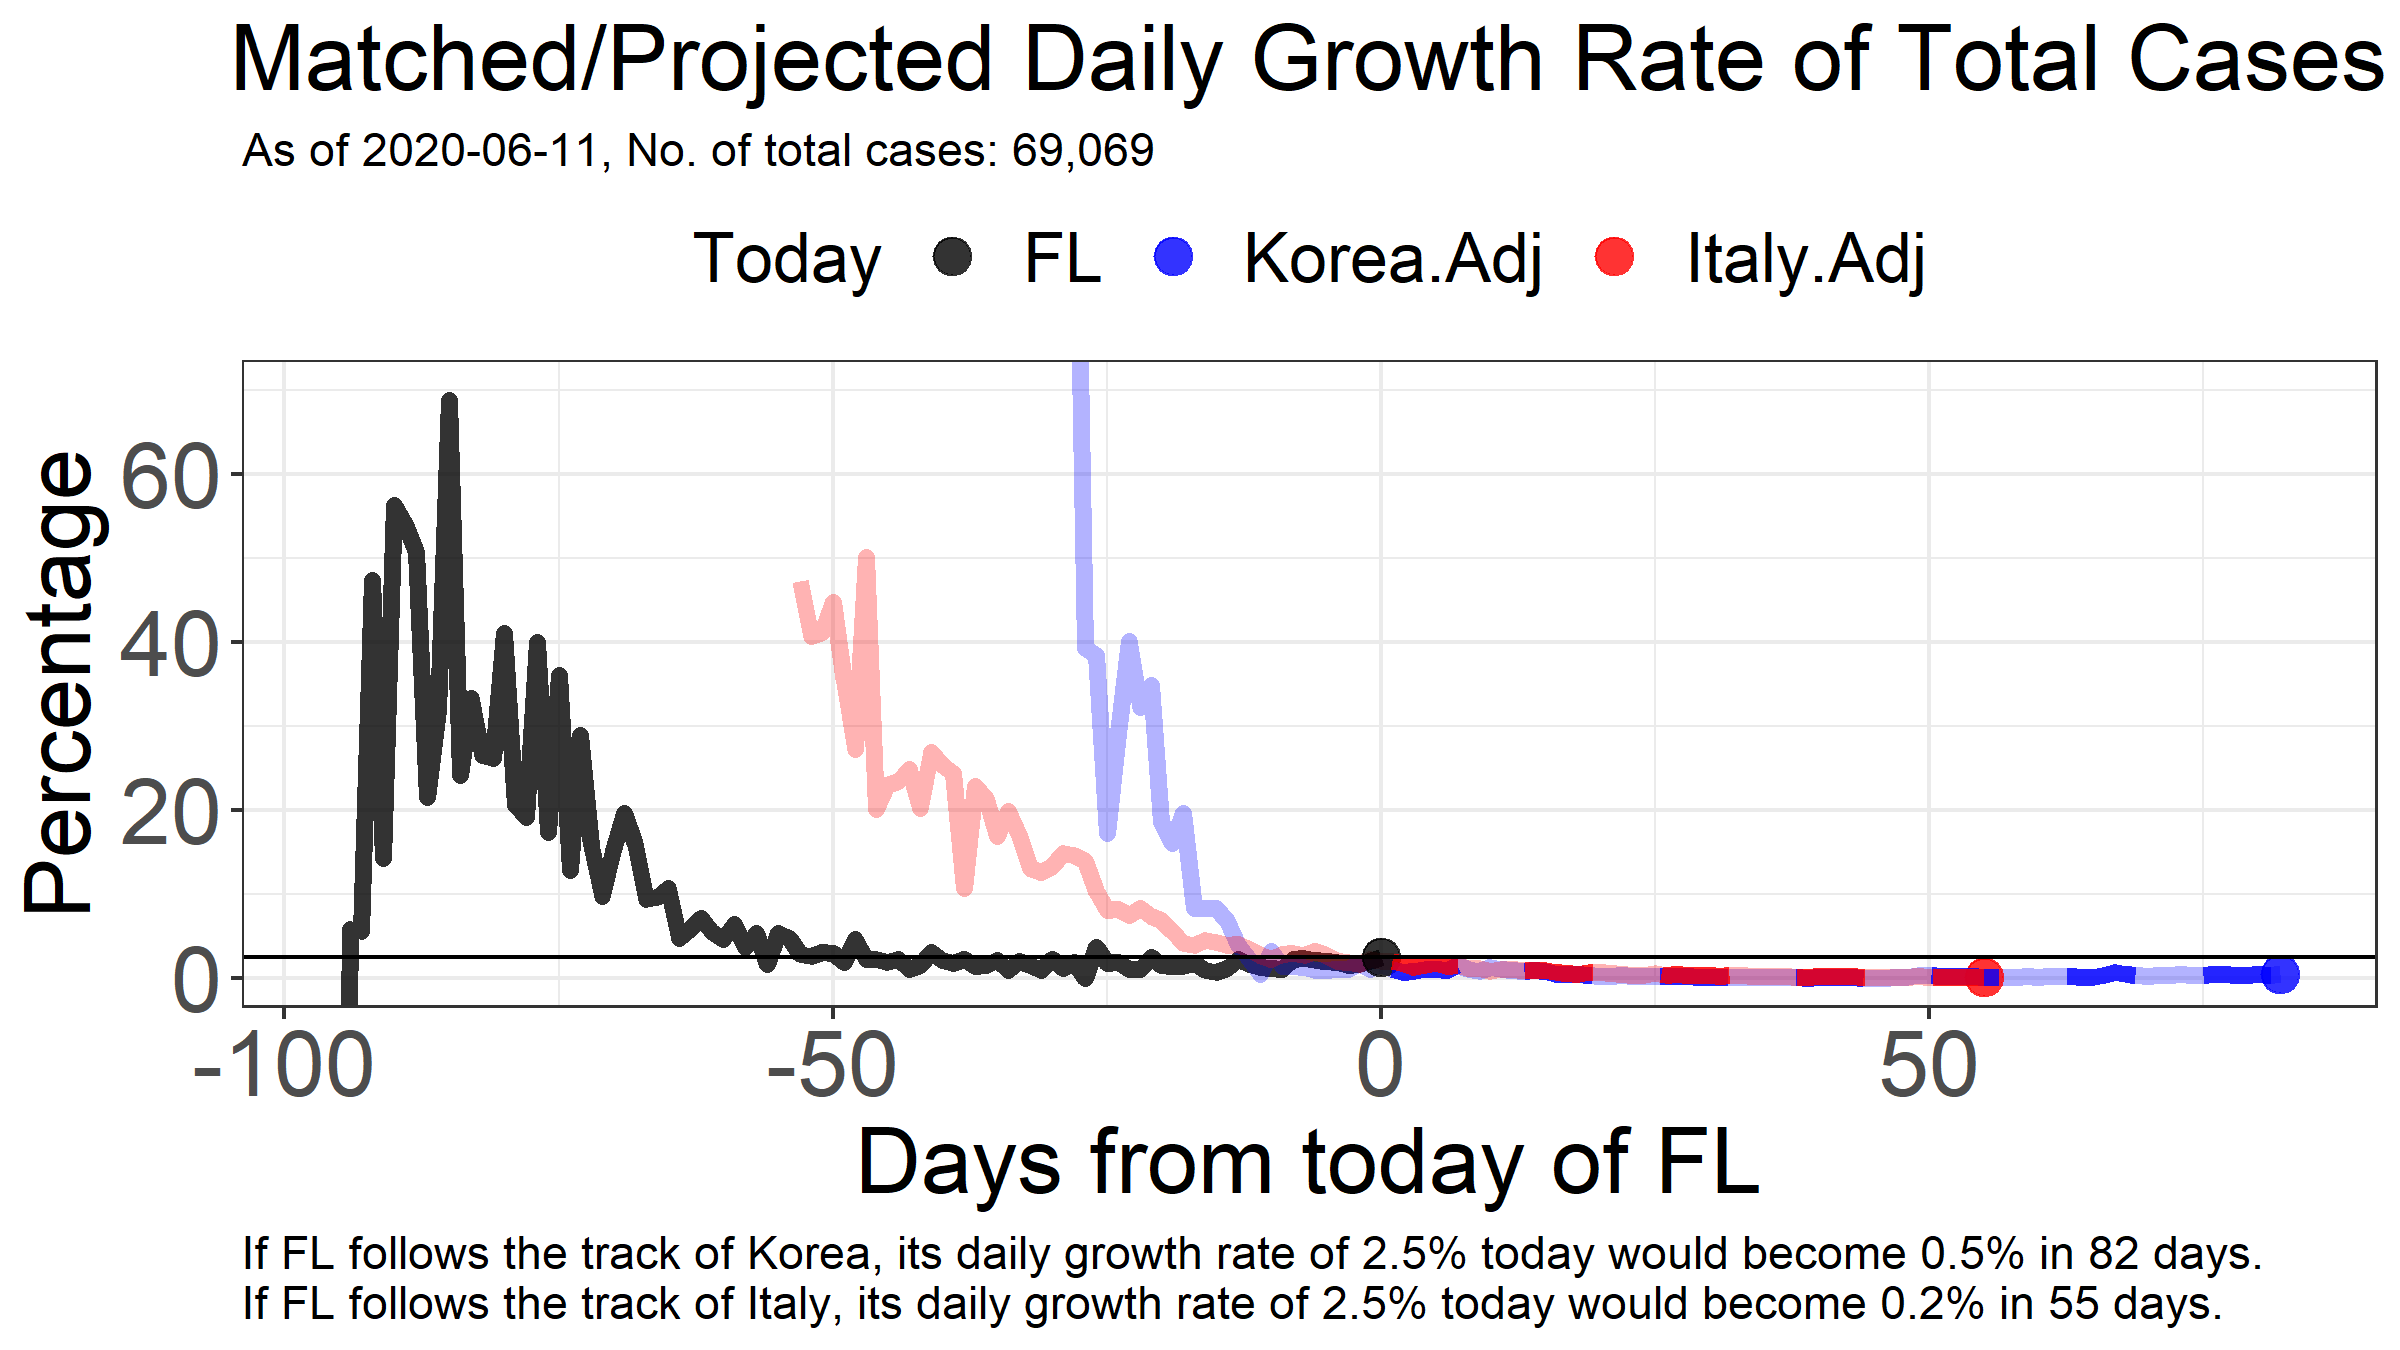 Matched/Projected Daily Growth Rate of Total Cases
As of 2020-06-11, No. of total cases: 69,069
Today FL Korea.Adj Italy.Adj
Percentage
60
40
20
0
-100 -50 0 50
Days from today of FL
If FL follows the track of Korea, its daily growth rate of 2.5% today would become 0.5% in 82 days.
If FL follows the track of Italy, its daily growth rate of 2.5% today would become 0.2% in 55 days.